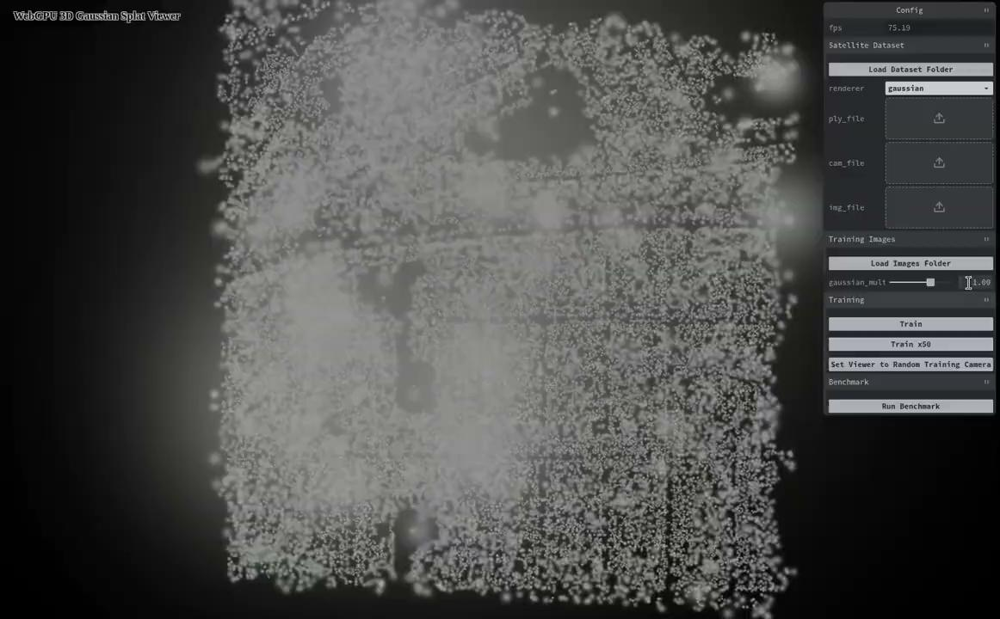 WebGPU 3D Gaussian Splat Viewer
Config
fps 75.19
Satellite Dataset
Load Dataset Folder
renderer gaussian
ply_file
cam_file
img_file
Training Images
Load Images Folder
gaussian_mult 1.00
Training
Train
Train x50
Set Viewer to Random Training Camera
Benchmark
Run Benchmark